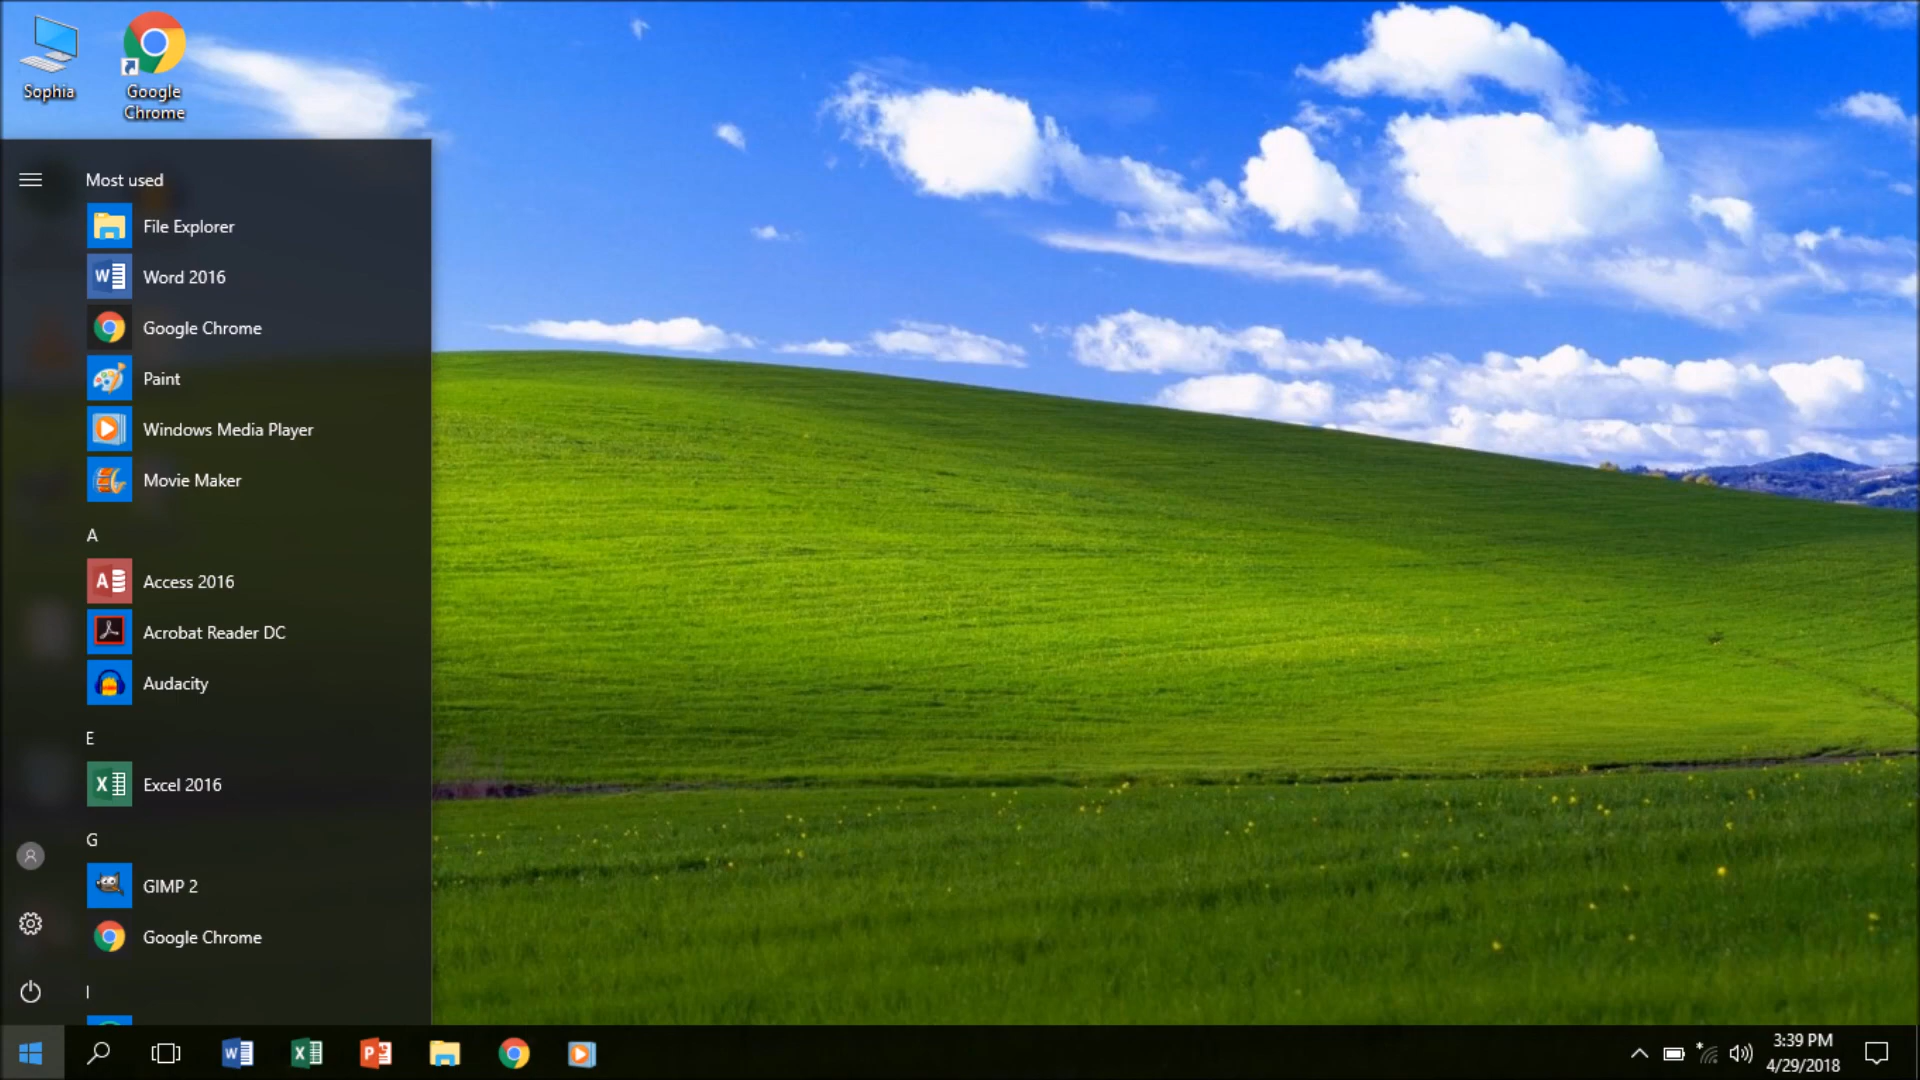 Sophia
Google
Chrome
Most used
File Explorer
Word 2016
Google Chrome
Paint
Windows Media Player
Movie Maker
A
Access 2016
Acrobat Reader DC
Audacity
E
Excel 2016
G
GIMP 2
Google Chrome
I
3:39 PM
4/29/2018